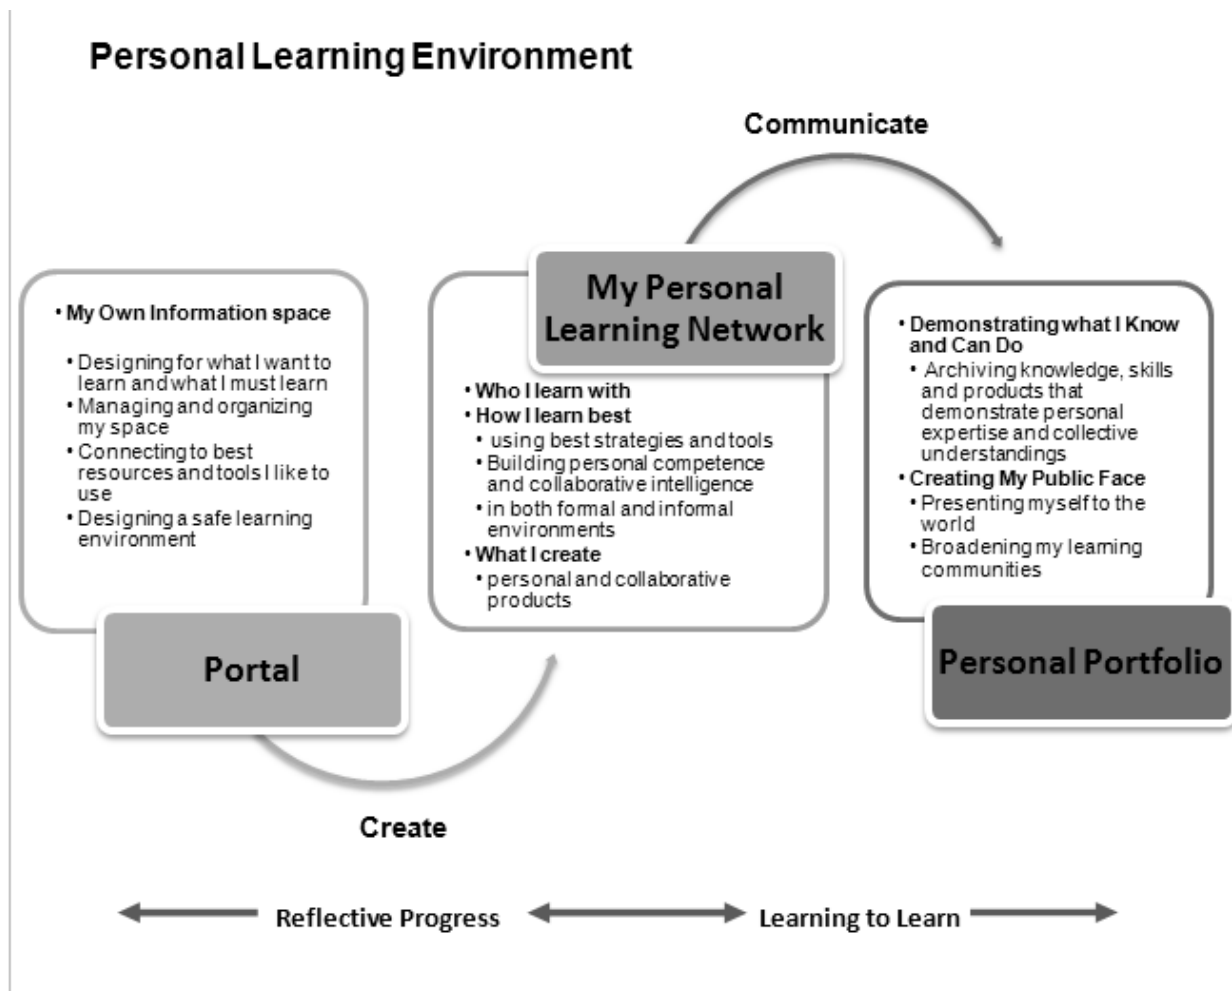 Personal Learning Environment
Communicate
• My Own Information space
• Designing for what I want to
learn and what I must learn
• Managing and organizing
my space
• Connecting to best
resources and tools I like to
use
• Designing a safe learning
environment
Portal
Create
My Personal
Learning Network
• Who I learn with
• How I learn best
• using best strategies and tools
• Building personal competence
and collaborative intelligence
• in both formal and informal
environments
• What I create
• personal and collaborative
products
• Demonstrating what I Know
and Can Do
• Archiving knowledge, skills
and products that
demonstrate personal
expertise and collective
understandings
• Creating My Public Face
• Presenting myself to the
world
• Broadening my learning
communities
Personal Portfolio
Reflective Progress
Learning to Learn